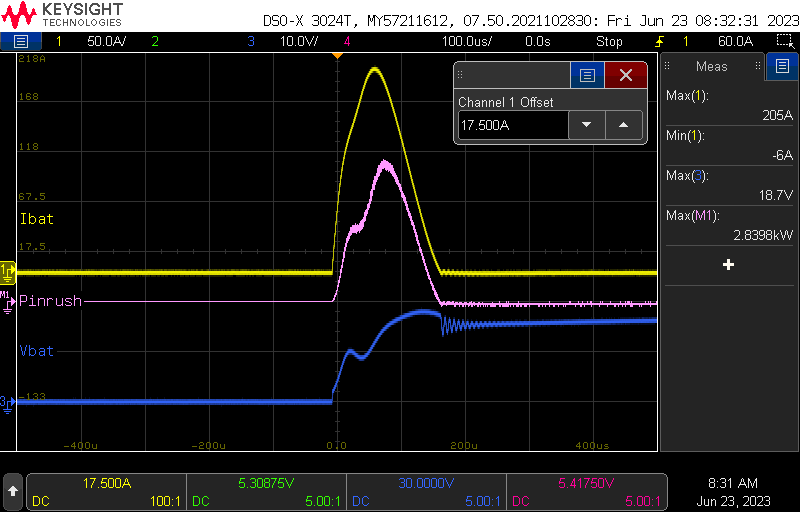 KEYSIGHT
TECHNOLOGIES
DSO-X 3024T, MY57211612, 07.50.2021102830: Fri Jun 23 08:32:31 2023
1 50.0A/ 2 3 10.0V/ 4 100.0us/ 0.0s Stop 1 60.0A
218A
168
118
67.5
Ibat
17.5
1
M1
Pinrush
Vbat
-133
3
-400u -200u 0.0 200u 400us
Channel 1 Offset
17.500A
Meas
Max(1):
205A
Min(1):
-6A
Max(3):
18.7V
Max(M1):
2.8398kW
17.500A 5.30875V 30.0000V 5.41750V
DC 100:1 DC 5.00:1 DC 5.00:1 DC 5.00:1
8:31 AM
Jun 23, 2023